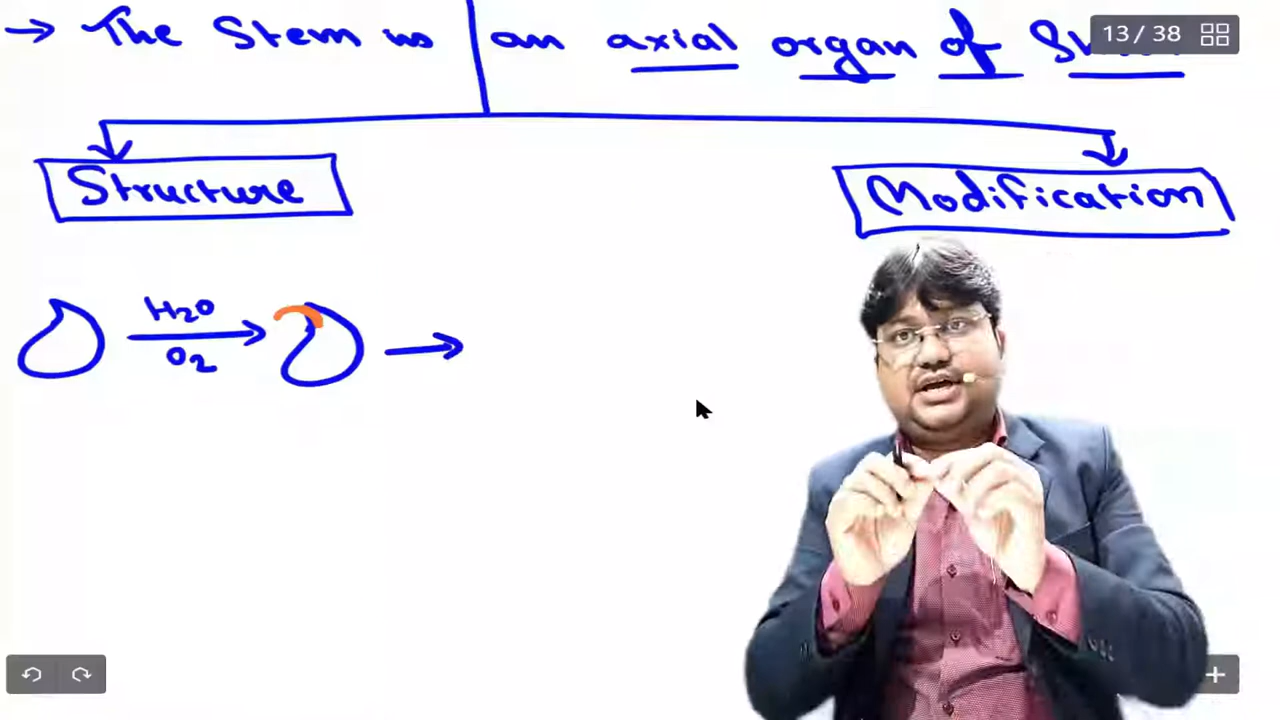 → The Stem is an axial organ of
13 / 38
Structure
Modification
H2O
O2